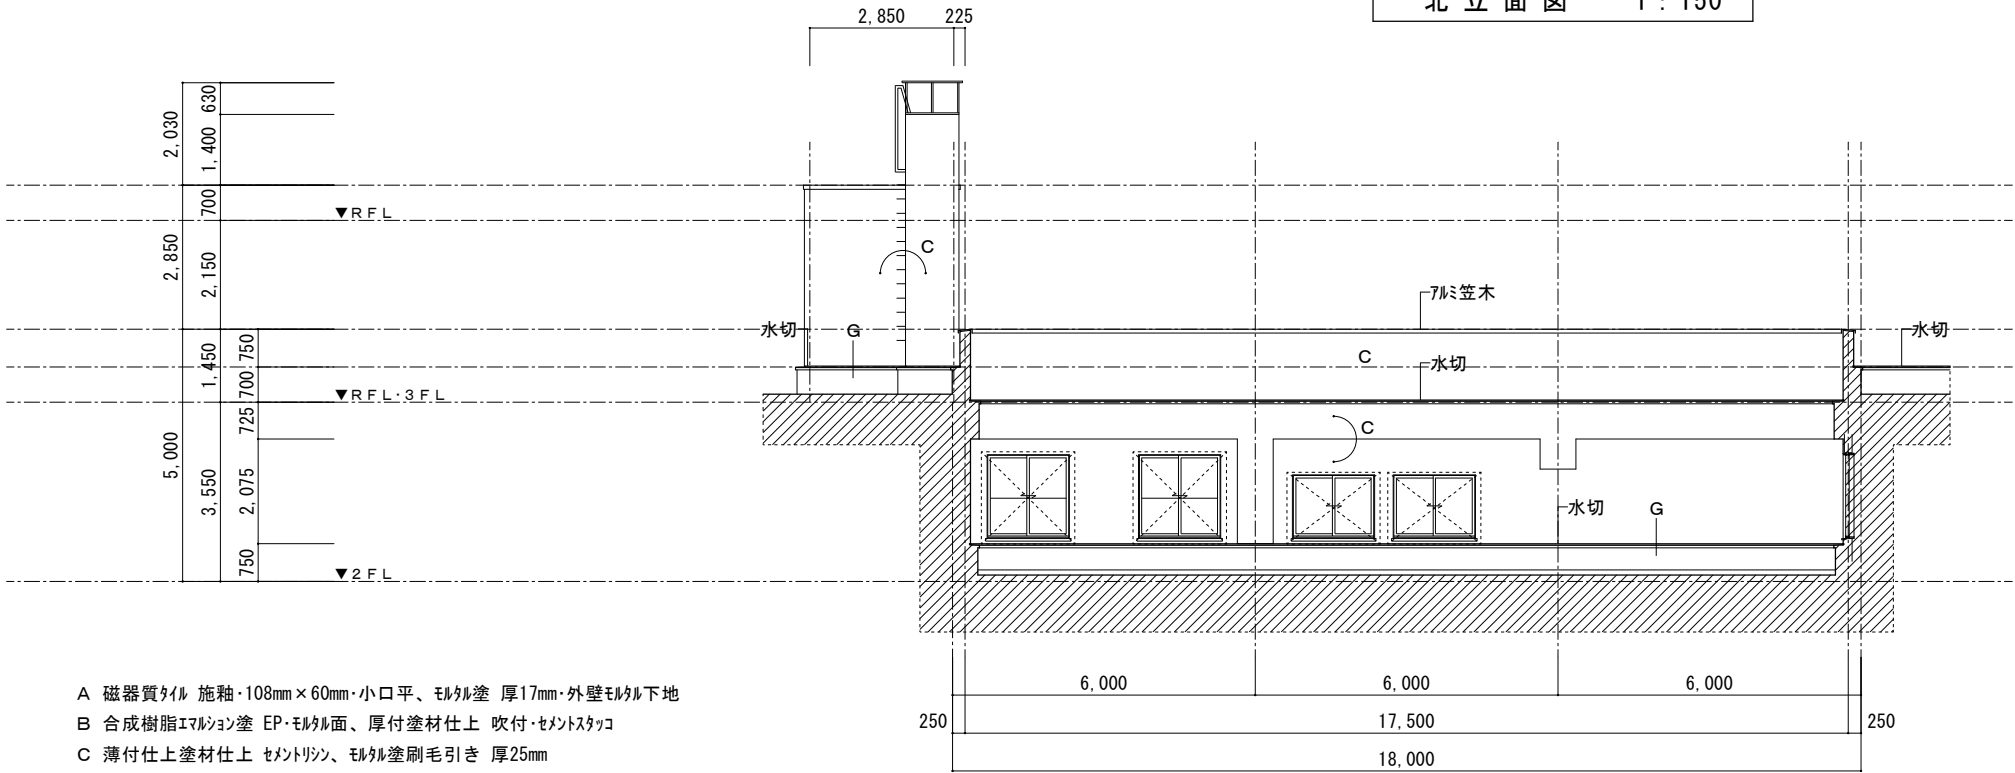 北立面図 1：150
2,850 225
630
2,030
1,400
700
▼RFL
2,850
2,150
C
アルミ笠木
水切 G
水切
750
1,450
C
水切
700
▼RFL・3FL
725
C
5,000
3,550
2,075
水切 G
750
▼2FL
6,000 6,000 6,000
250 17,500 250
18,000
A 磁器質タイル 施釉・108mm×60mm・小口平、モルタル塗 厚17mm・外壁モルタル下地
B 合成樹脂エマルション塗 EP・モルタル面、厚付塗材仕上 吹付・セメントスタッコ
C 薄付仕上塗材仕上 セメントリシン、モルタル塗刷毛引き 厚25mm